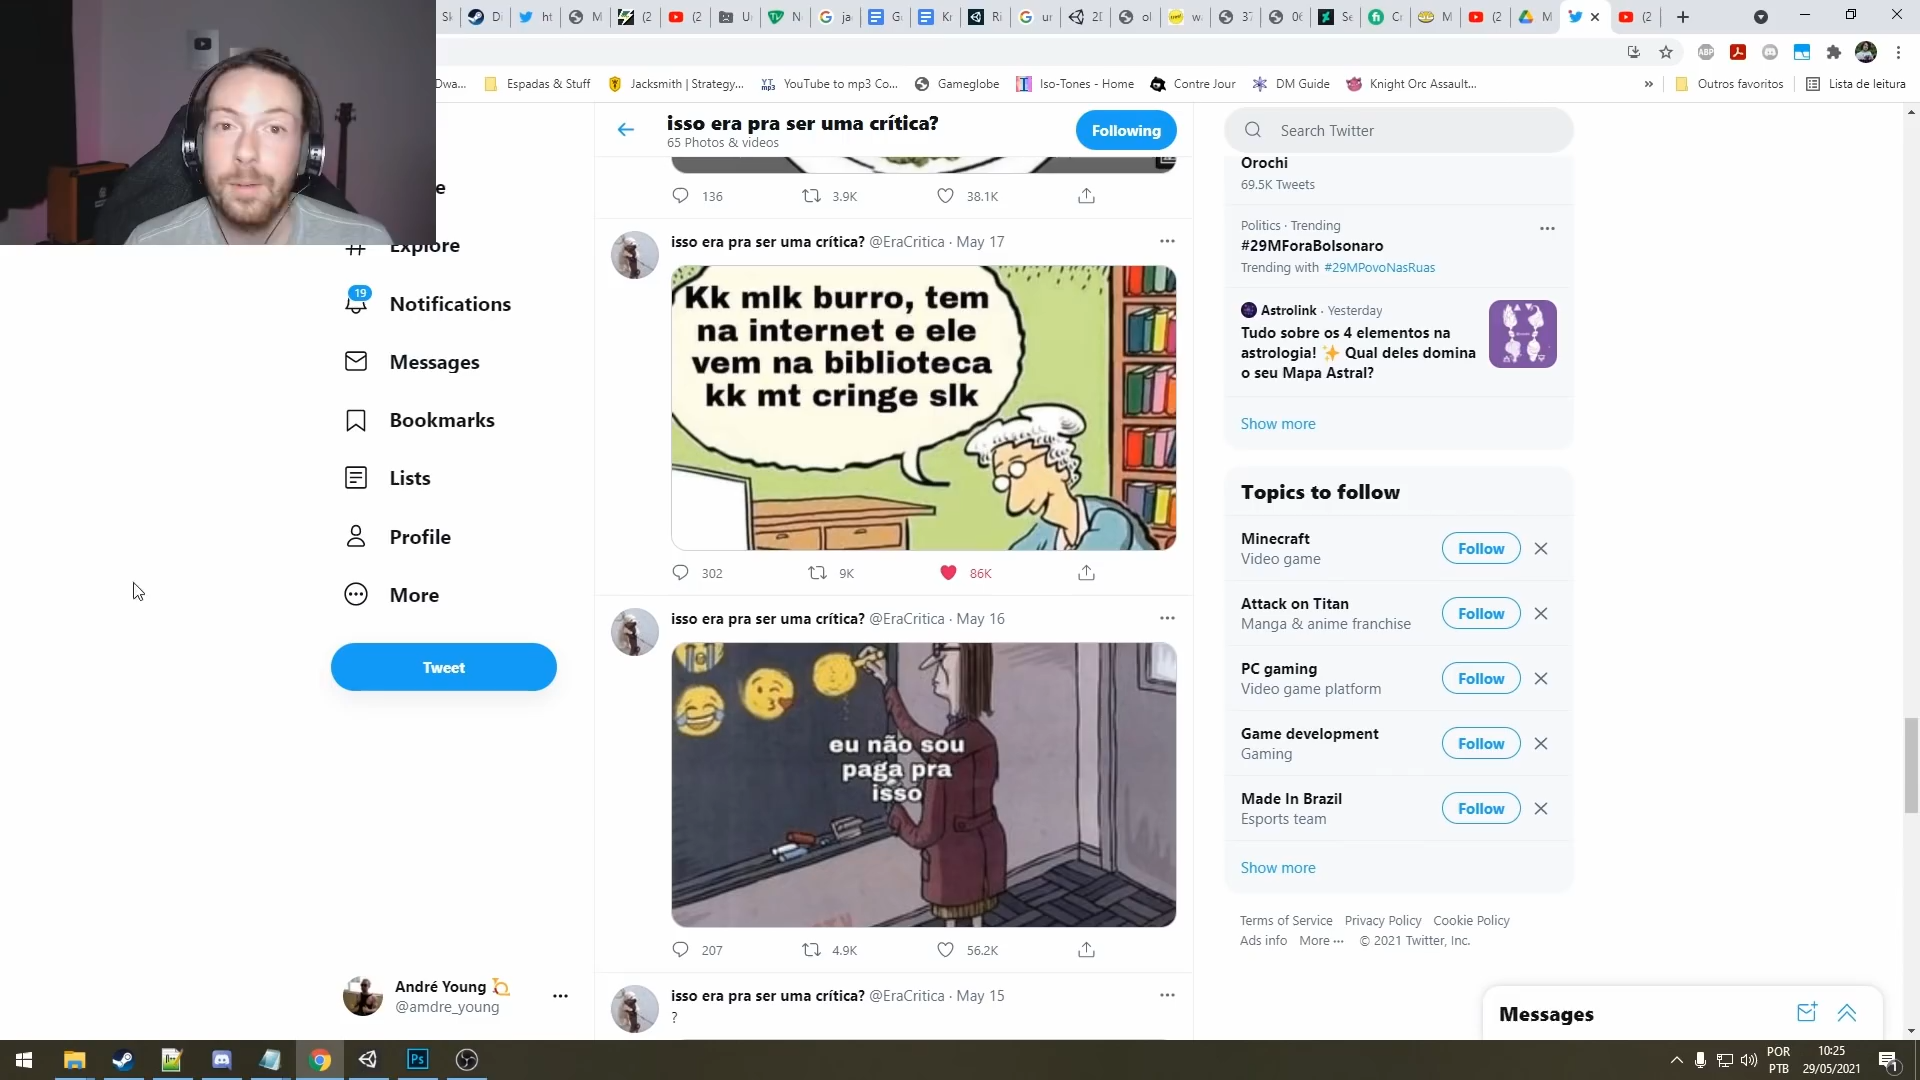 Dwa...
Espadas & Stuff
Jacksmith | Strategy...
YouTube to mp3 Co...
Gameglobe
Iso-Tones - Home
Contre Jour
DM Guide
Knight Orc Assault...
»
Outros favoritos
Lista de leitura
isso era pra ser uma crítica?
65 Photos & videos
Following
Explore
19
Notifications
Messages
Bookmarks
Lists
Profile
More
Tweet
André Young
@amdre_young
136
3.9K
38.1K
isso era pra ser uma crítica? @EraCritica · May 17
Kk mlk burro, tem
na internet e ele
vem na biblioteca
kk mt cringe slk
302
9K
86K
isso era pra ser uma crítica? @EraCritica · May 16
eu não sou
paga pra
isso
207
4.9K
56.2K
isso era pra ser uma crítica? @EraCritica · May 15
?
Search Twitter
Orochi
69.5K Tweets
Politics · Trending
#29MForaBolsonaro
Trending with #29MPovoNasRuas
Astrolink · Yesterday
Tudo sobre os 4 elementos na
astrologia! ✨ Qual deles domina
o seu Mapa Astral?
Show more
Topics to follow
Minecraft
Video game
Follow
Attack on Titan
Manga & anime franchise
Follow
PC gaming
Video game platform
Follow
Game development
Gaming
Follow
Made In Brazil
Esports team
Follow
Show more
Terms of Service Privacy Policy Cookie Policy
Ads info More ··· © 2021 Twitter, Inc.
Messages
Ps
POR
PTB
10:25
29/05/2021
1